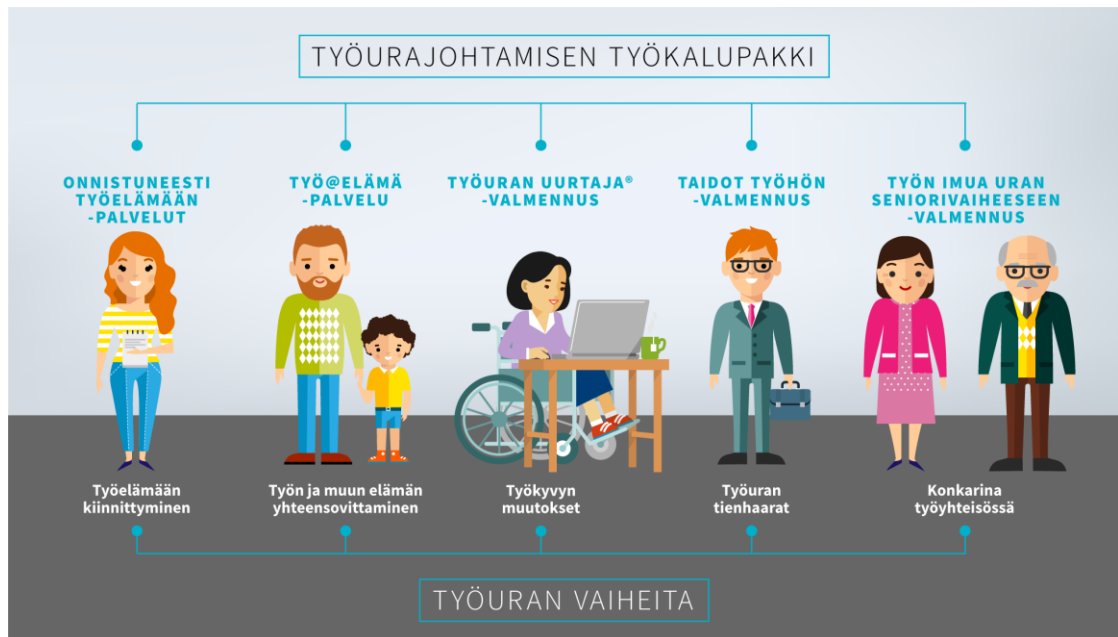 TYÖURAJOHTAMISEN TYÖKALUPAKKI
ONNISTUNEESTI
TYÖELÄMÄÄN
-PALVELUT
TYÖ@ELÄMÄ
-PALVELU
TYÖURAN UURTAJA®
-VALMENNUS
TAIDOT TYÖHÖN
-VALMENNUS
TYÖN IMUA URAN
SENIORIVAIHEESEEN
-VALMENNUS
Työelämään
kiinnittyminen
Työn ja muun elämän
yhteensovittaminen
Työkyvyn
muutokset
Työuran
tienhaarat
Konkarina
työyhteisössä
TYÖURAN VAIHEITA